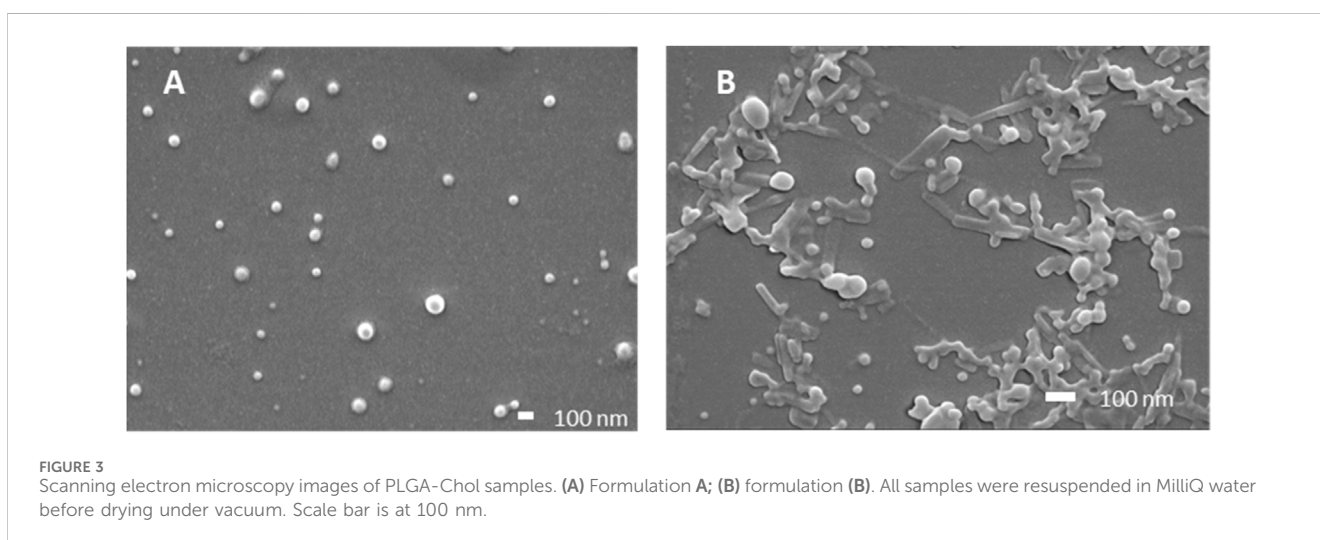 A
B
100 nm
100 nm
FIGURE 3
Scanning electron microscopy images of PLGA-Chol samples. (A) Formulation A; (B) formulation (B). All samples were resuspended in MilliQ water
before drying under vacuum. Scale bar is at 100 nm.